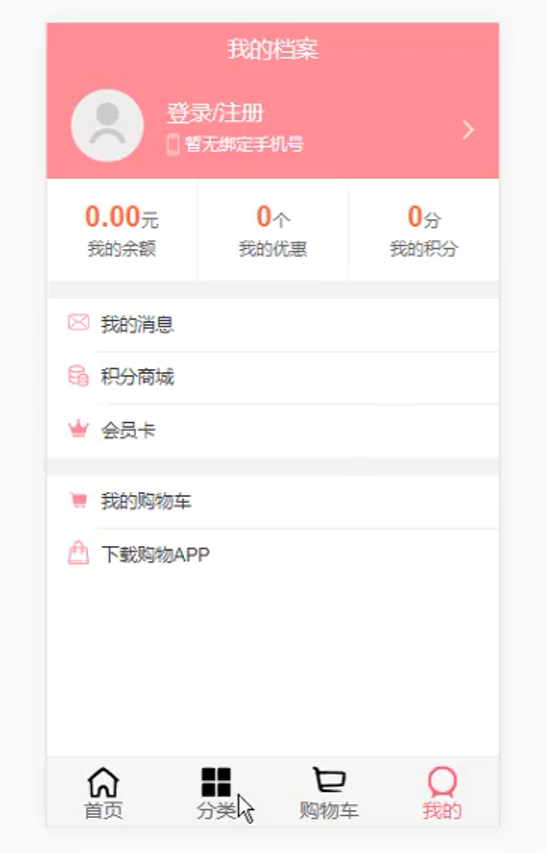 我的档案
登录/注册
暂无绑定手机号
0.00元 0个 0分
我的余额 我的优惠 我的积分
我的消息
积分商城
会员卡
我的购物车
下载购物APP
首页 分类 购物车 我的